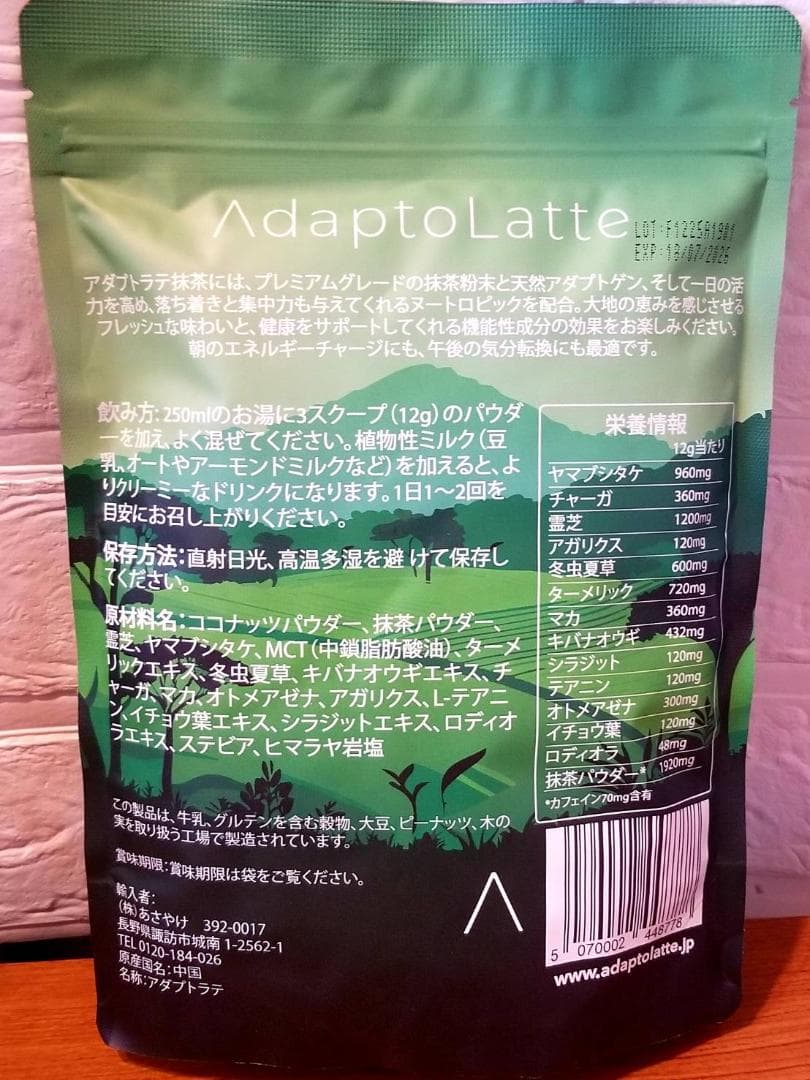 AdaptoLatte
LOT:F1225A1901
EXP:18/07/2026
アダプトラテ抹茶には、プレミアムグレードの抹茶粉末と天然アダプトゲン、そして一日の活
力を高め、落ち着きと集中力も与えてくれるヌートロピックを配合。大地の恵みを感じさせる
フレッシュな味わいと、健康をサポートしてくれる機能性成分の効果をお楽しみください。
朝のエネルギーチャージにも、午後の気分転換にも最適です。
飲み方: 250mlのお湯に3スクープ（12g）のパウダ
ーを加え、よく混ぜてください。植物性ミルク（豆
乳、オートやアーモンドミルクなど）を加えると、よ
りクリーミーなドリンクになります。1日1～2回を
目安にお召し上がりください。
保存方法：直射日光、高温多湿を避 けて保存し
てください。
原材料名：ココナッツパウダー、抹茶パウダー、
霊芝、ヤマブシタケ、MCT（中鎖脂肪酸油）、ターメ
リックエキス、冬虫夏草、キバナオウギエキス、チ
ャーガ、マカ、オトメアゼナ、アガリクス、L-テアニ
ン、イチョウ葉エキス、シラジットエキス、ロディオ
ラエキス、ステビア、ヒマラヤ岩塩
この製品は、牛乳、グルテンを含む穀物、大豆、ピーナッツ、木の
実を取り扱う工場で製造されています。
賞味期限：賞味期限は袋をご覧ください。
輸入者：
(株)あさやけ 392-0017
長野県諏訪市城南 1-2562-1
TEL 0120-184-026
原産国名：中国
名称：アダプトラテ
栄養情報
12g当たり
ヤマブシタケ 960mg
チャーガ 360mg
霊芝 1200mg
アガリクス 120mg
冬虫夏草 600mg
ターメリック 720mg
マカ 360mg
キバナオウギ 432mg
シラジット 120mg
テアニン 120mg
オトメアゼナ 300mg
イチョウ葉 120mg
ロディオラ 48mg
抹茶パウダー* 1920mg
*カフェイン70mg含有
5 070002 448778
www.adaptolatte.jp